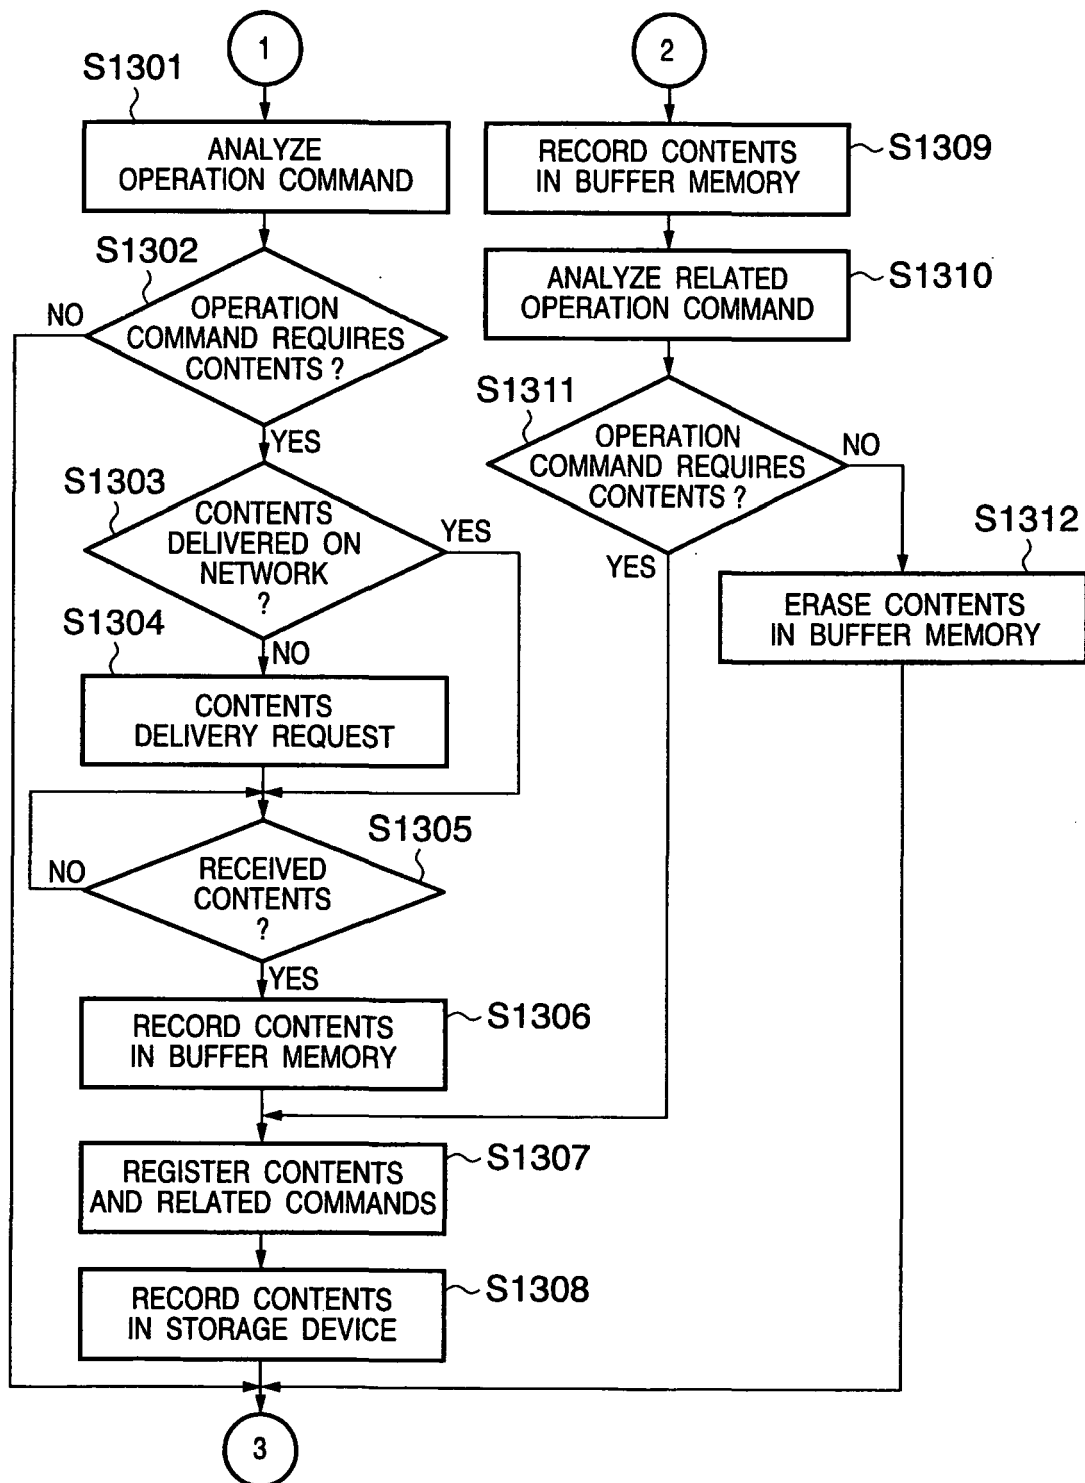 1
S1301
ANALYZE
OPERATION COMMAND
S1302
NO
OPERATION
COMMAND REQUIRES
CONTENTS ?
YES
S1303
CONTENTS
DELIVERED ON
NETWORK
?
YES
S1304
NO
CONTENTS
DELIVERY REQUEST
S1305
NO
RECEIVED
CONTENTS
?
YES
RECORD CONTENTS
IN BUFFER MEMORY
S1306
REGISTER CONTENTS
AND RELATED COMMANDS
S1307
RECORD CONTENTS
IN STORAGE DEVICE
S1308
3
2
RECORD CONTENTS
IN BUFFER MEMORY
S1309
ANALYZE RELATED
OPERATION COMMAND
S1310
S1311
OPERATION
COMMAND REQUIRES
CONTENTS ?
NO
YES
S1312
ERASE CONTENTS
IN BUFFER MEMORY